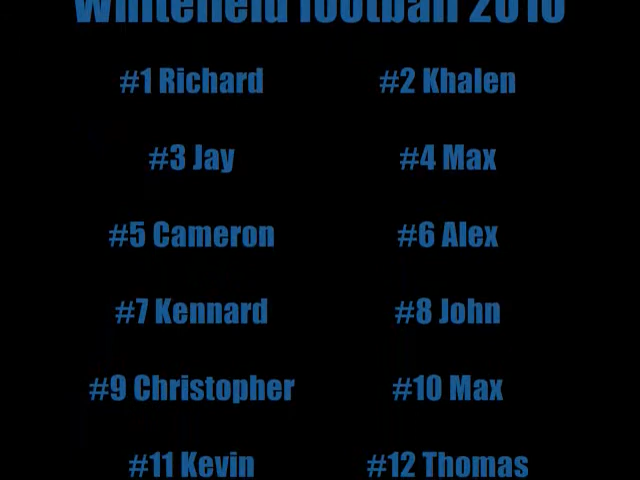 Whitefield football 2010
#1 Richard #2 Khalen
#3 Jay #4 Max
#5 Cameron #6 Alex
#7 Kennard #8 John
#9 Christopher #10 Max
#11 Kevin #12 Thomas